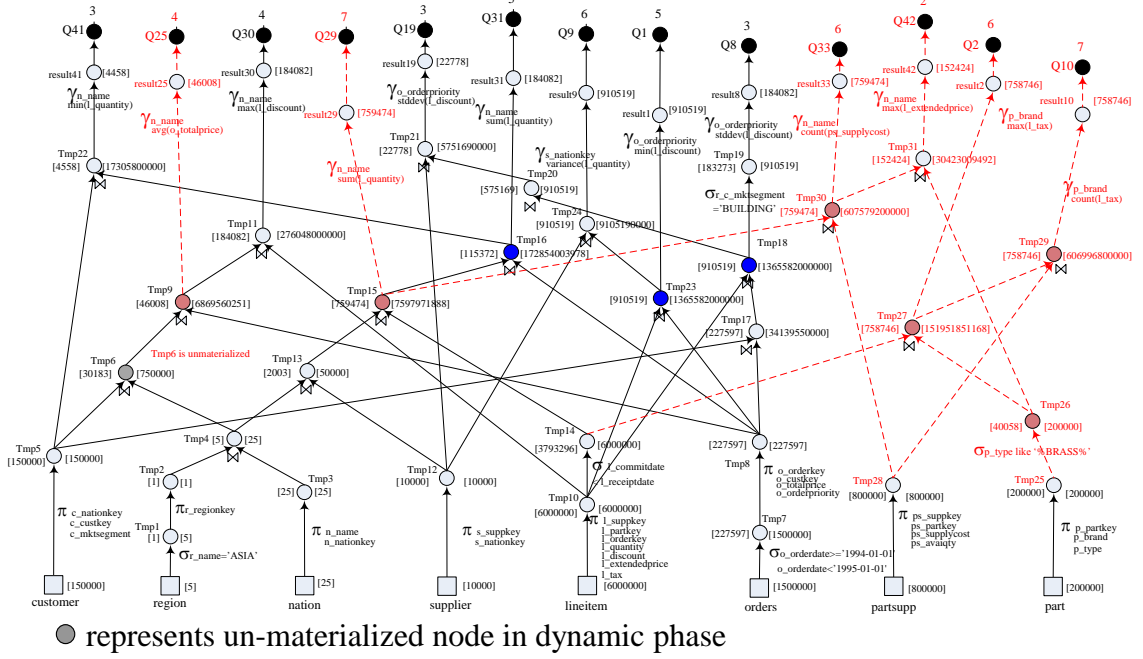 3 4 4 7 3 5 6 5 3 6 2 6 7
Q41 Q25 Q30 Q29 Q19 Q31 Q9 Q1 Q8 Q33 Q42 Q2 Q10
result41 [4458]
γn_name
min(l_quantity)
result25 [46008]
γn_name
avg(o_totalprice)
result30 [184082]
γn_name
max(l_discount)
result29 [759474]
γn_name
sum(l_quantity)
result19 [22778]
γo_orderpriority
stddev(l_discount)
result31 [184082]
γn_name
sum(l_quantity)
result9 [910519]
γs_nationkey
variance(l_quantity)
result1 [910519]
γo_orderpriority
min(l_discount)
result8 [184082]
γo_orderpriority
stddev(l_discount)
result33 [759474]
γn_name
count(ps_supplycost)
result42 [152424]
γn_name
max(l_extendedprice)
result2 [758746]
γp_brand
max(l_tax)
result10 [758746]
γp_brand
count(l_tax)
Tmp22
[4558] [17305800000]
Tmp21
[22778] [5751690000]
Tmp20
[575169] [910519]
Tmp19
[183273] [910519]
σr_c_mktsegment
='BUILDING'
Tmp31
[152424] [30423009492]
Tmp30
[759474] [607579200000]
Tmp11
[184082] [276048000000]
Tmp16
[115372] [172854003978]
Tmp24
[910519] [9105190000]
Tmp18
[910519] [1365582000000]
Tmp29
[758746] [606996800000]
Tmp9
[46008] [6869560251]
Tmp15
[759474] [7597971888]
Tmp23
[910519] [1365582000000]
Tmp17
[227597] [34139550000]
Tmp27
[758746] [151951851168]
Tmp6
[30183] [750000]
Tmp6 is unmaterialized
Tmp13
[2003] [50000]
Tmp26
[40058] [200000]
σp_type like '%BRASS%'
Tmp5
[150000] [150000]
Tmp4 [5] [25]
Tmp14
[3793296] [6000000]
σ l_commitdate
< l_receiptdate
[227597] [227597]
Tmp8
Tmp2
[1] [1]
Tmp3
[25] [25]
Tmp12
[10000] [10000]
Tmp10
[6000000] [6000000]
Tmp28
[800000] [800000]
Tmp25
[200000] [200000]
π c_nationkey
c_custkey
c_mktsegment
πr_regionkey
Tmp1
[1] [5]
σr_name='ASIA'
π n_name
n_nationkey
π s_suppkey
s_nationkey
π l_suppkey
l_partkey
l_orderkey
l_quantity
l_discount
l_extendedprice
l_tax
π o_orderkey
o_custkey
o_totalprice
o_orderpriority
Tmp7
[227597] [1500000]
σo_orderdate>='1994-01-01'
o_orderdate<'1995-01-01'
π ps_suppkey
ps_partkey
ps_supplycost
ps_avaiqty
π p_partkey
p_brand
p_type
[150000] [5] [25] [10000] [6000000] [1500000] [800000] [200000]
customer region nation supplier lineitem orders partsupp part
represents un-materialized node in dynamic phase